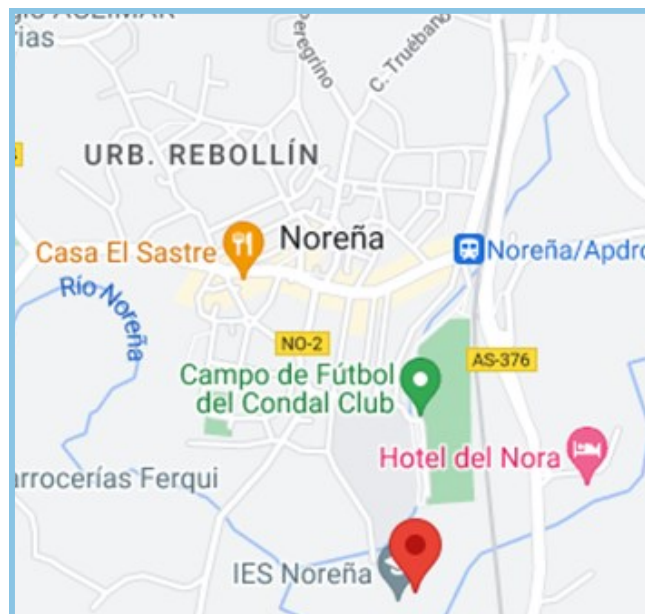 rias
Peregrino
C. Truébano
URB. REBOLLÍN
Casa El Sastre
Noreña
Noreña/Apdro
Río Noreña
NO-2
AS-376
Campo de Fútbol
del Condal Club
Hotel del Nora
arrocerías Ferqui
IES Noreña